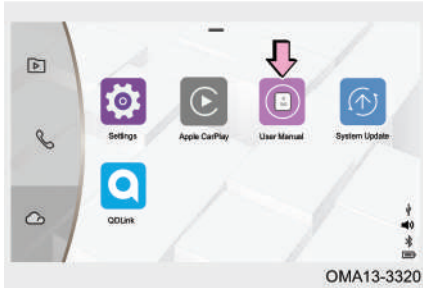 Settings
Apple CarPlay
User Manual
System Update
QDLink
OMA13-3320